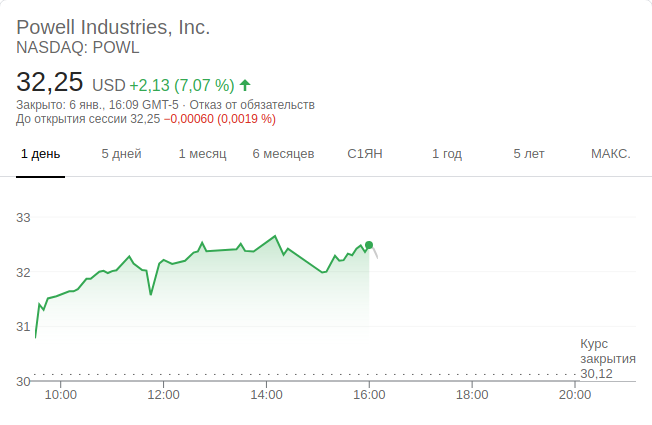 Powell Industries, Inc.
NASDAQ: POWL
32,25 USD +2,13 (7,07 %)
Закрыто: 6 янв., 16:09 GMT-5 · Отказ от обязательств
До открытия сессии 32,25 −0,00060 (0,0019 %)
1 день 5 дней 1 месяц 6 месяцев С1ЯН 1 год 5 лет МАКС.
33
32
31
Курс
закрытия
30,12
30
10:00 12:00 14:00 16:00 18:00 20:00